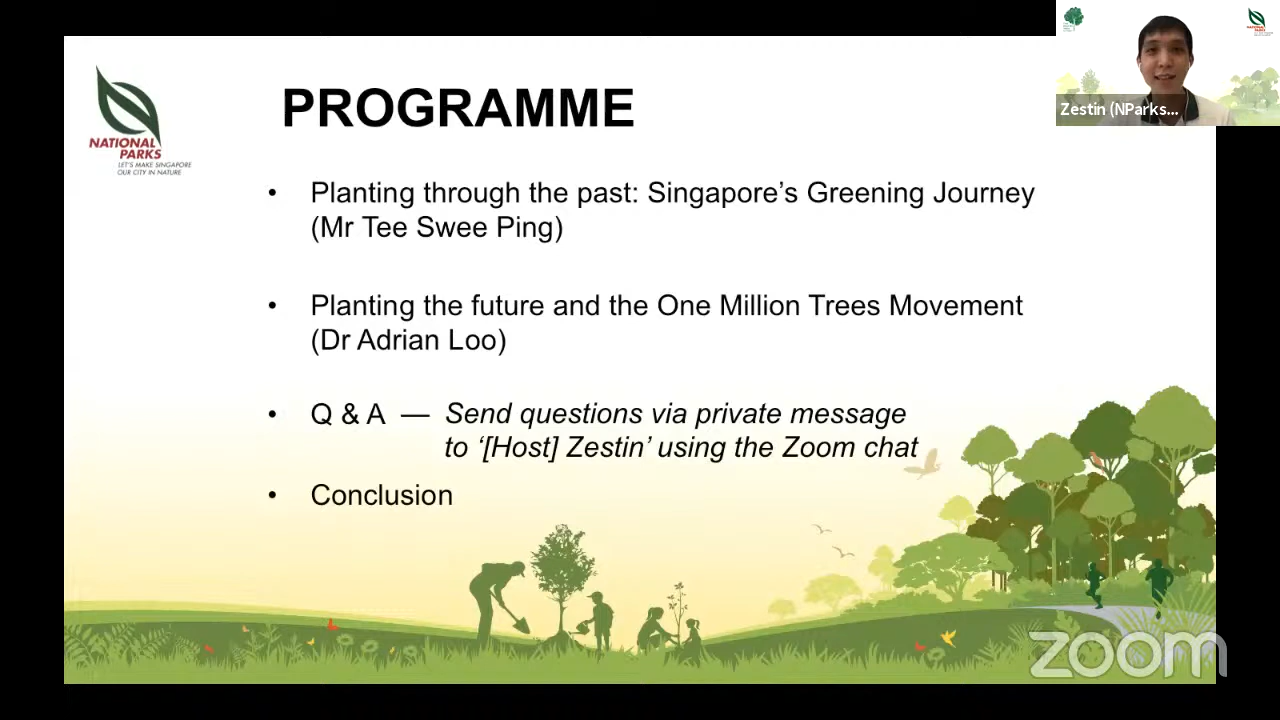 PROGRAMME
NATIONAL
PARKS
LET'S MAKE SINGAPORE
OUR CITY IN NATURE
• Planting through the past: Singapore's Greening Journey
(Mr Tee Swee Ping)
• Planting the future and the One Million Trees Movement
(Dr Adrian Loo)
• Q & A — Send questions via private message
to '[Host] Zestin' using the Zoom chat
• Conclusion
Zestin (NParks...
zoom